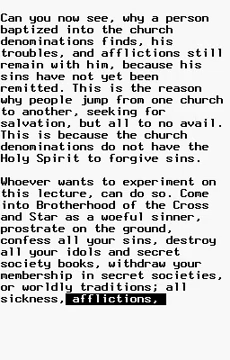 Can you now see, why a person
baptized into the church
denominations finds, his
troubles, and afflictions still
remain with him, because his
sins have not yet been
remitted. This is the reason
why people jump from one church
to another, seeking for
salvation, but all to no avail.
This is because the church
denominations do not have the
Holy Spirit to forgive sins.

Whoever wants to experiment on
this lecture, can do so. Come
into Brotherhood of the Cross
and Star as a woeful sinner,
prostrate on the ground,
confess all your sins, destroy
all your idols and secret
society books, withdraw your
membership in secret societies,
or worldly traditions; all
sickness, afflictions,